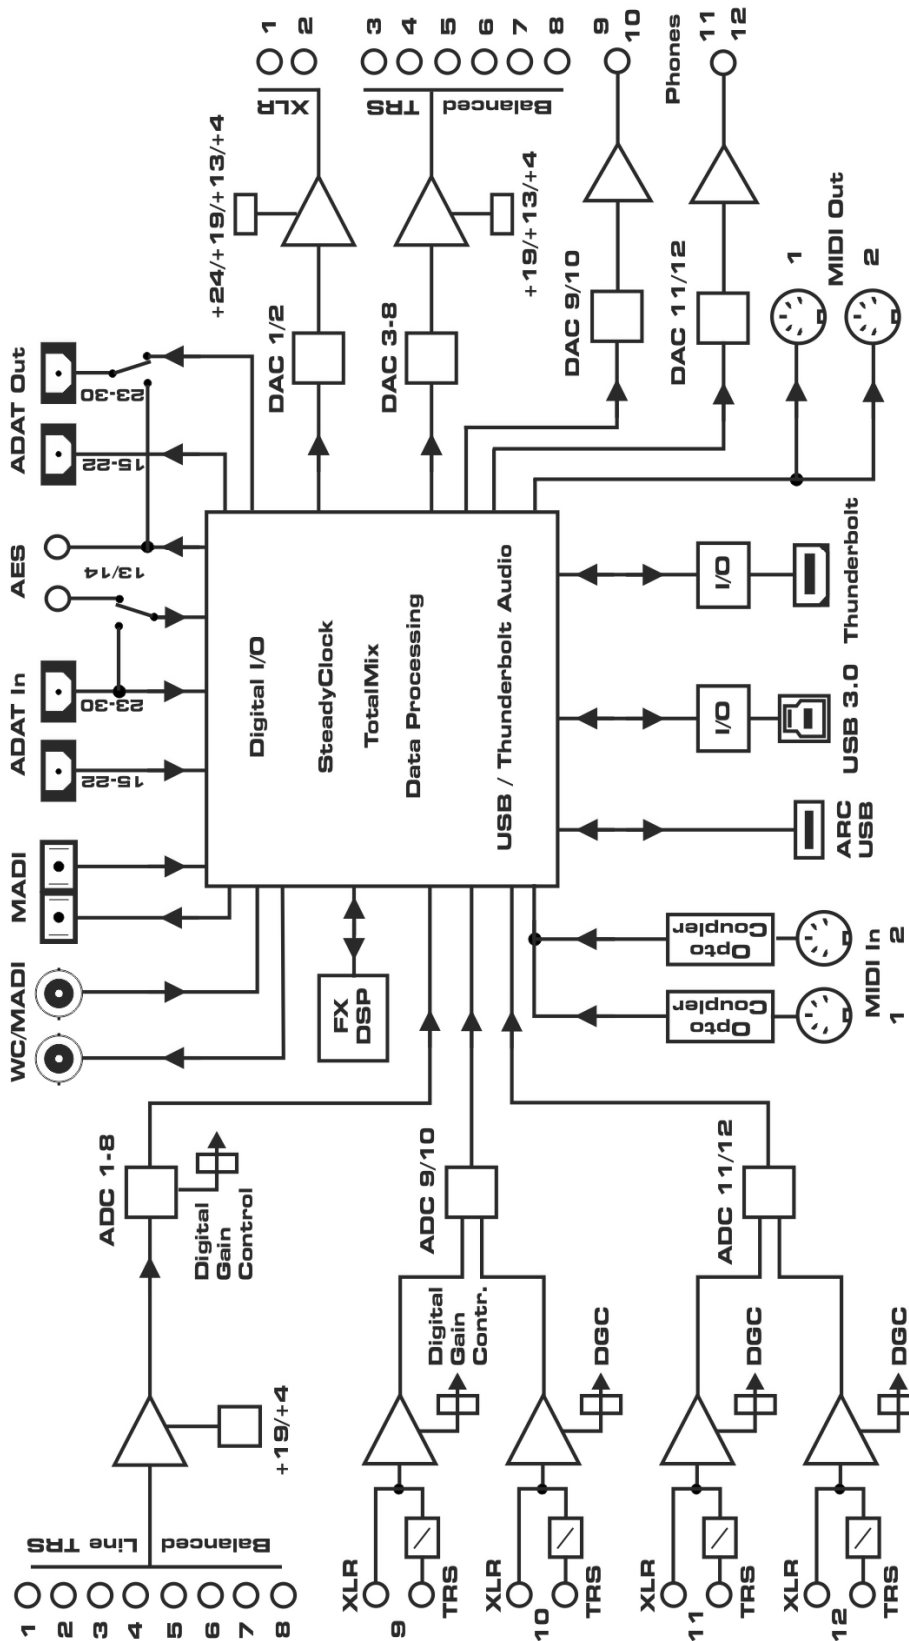 1
2
3
4
5
6
7
8
Balanced Line TRS
+19/+4
ADC 1-8
Digital
Gain
Control
9
XLR
TRS
10
XLR
TRS
11
XLR
TRS
12
XLR
TRS
Digital
Gain
Contr.
DGC
DGC
DGC
ADC 9/10
ADC 11/12
WC/MADI
MADI
ADAT In
15-22
23-30
AES
13/14
ADAT Out
15-22
23-30
FX
DSP
Digital I/O
SteadyClock
TotalMix
Data Processing
USB / Thunderbolt Audio
Opto
Coupler
Opto
Coupler
1
2
MIDI In
ARC
USB
I/O
USB 3.0
I/O
Thunderbolt
DAC 1/2
+24/+19/+13/+4
XLR
1
2
DAC 3-8
+19/+13/+4
Balanced TRS
3
4
5
6
7
8
DAC 9/10
9
10
Phones
DAC 11/12
11
12
1
MIDI Out
2